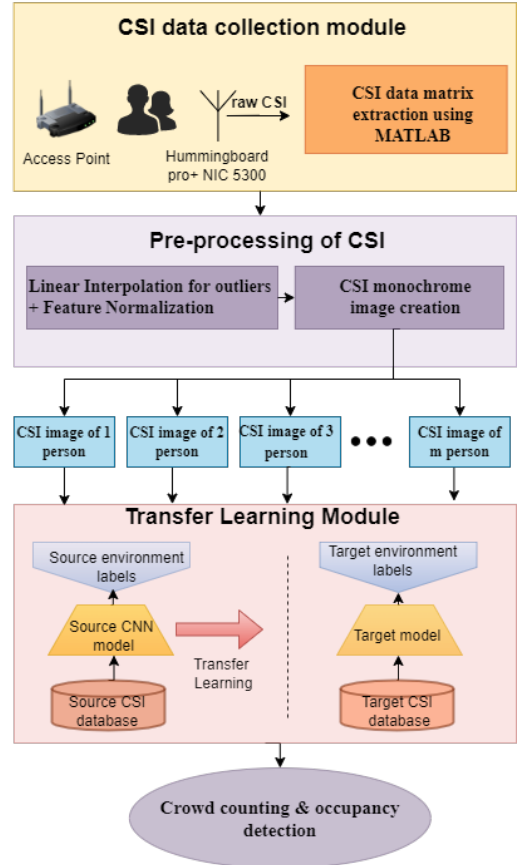 CSI data collection module
raw CSI
CSI data matrix
extraction using
MATLAB
Access Point
Hummingboard
pro+ NIC 5300
Pre-processing of CSI
Linear Interpolation for outliers
+ Feature Normalization
CSI monochrome
image creation
CSI image of 1
person
CSI image of 2
person
CSI image of 3
person
CSI image of
m person
Transfer Learning Module
Source environment
labels
Source CNN
model
Source CSI
database
Transfer
Learning
Target environment
labels
Target model
Target CSI
database
Crowd counting & occupancy
detection